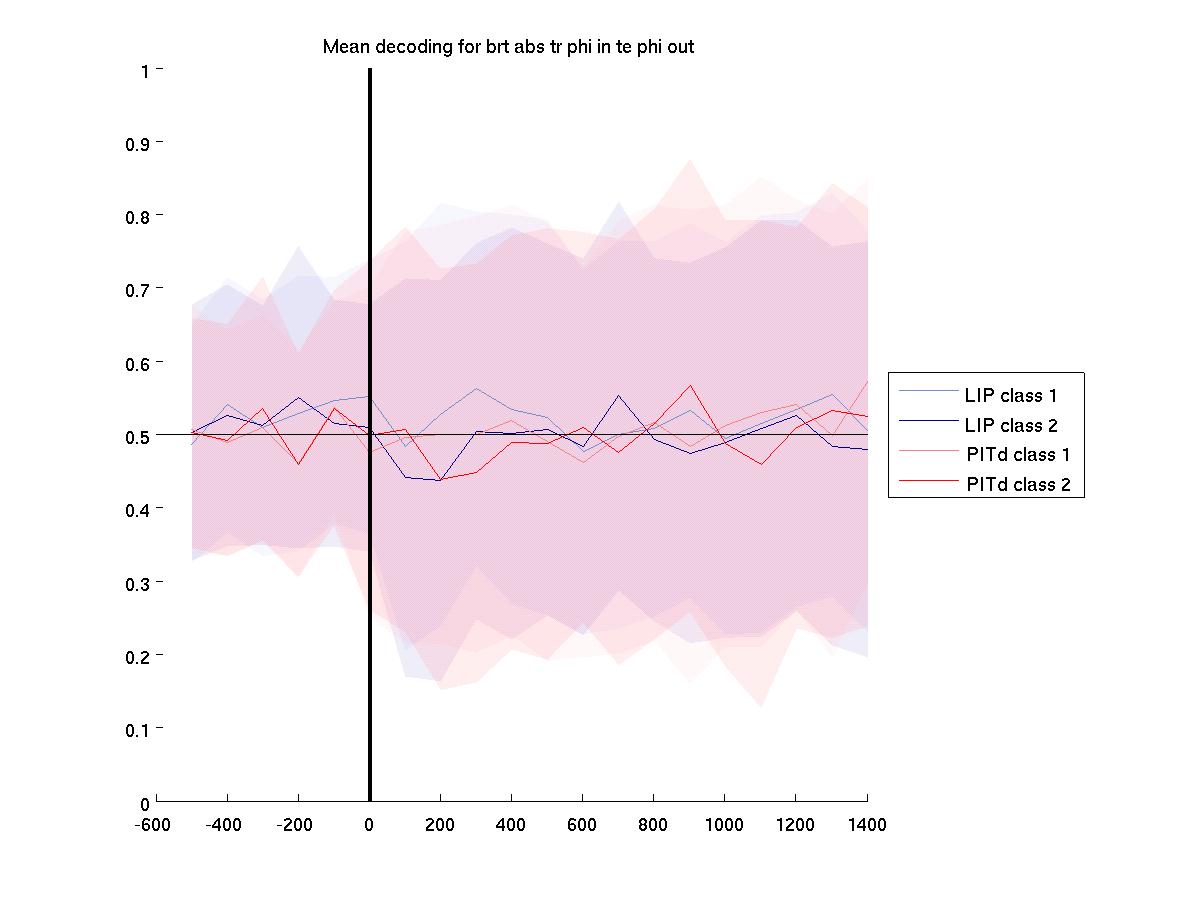 Mean decoding for brt abs tr phi in te phi out
1
0.9
0.8
0.7
0.6
0.5
0.4
0.3
0.2
0.1
0
-600 -400 -200 0 200 400 600 800 1000 1200 1400
LIP class 1
LIP class 2
PITd class 1
PITd class 2